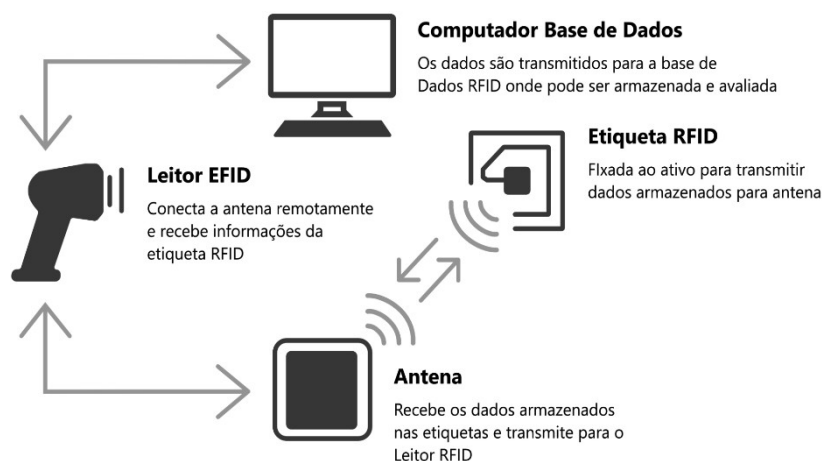 Computador Base de Dados
Os dados são transmitidos para a base de
Dados RFID onde pode ser armazenada e avaliada
Etiqueta RFID
FIxada ao ativo para transmitir
dados armazenados para antena
Leitor EFID
Conecta a antena remotamente
e recebe informações da
etiqueta RFID
Antena
Recebe os dados armazenados
nas etiquetas e transmite para o
Leitor RFID